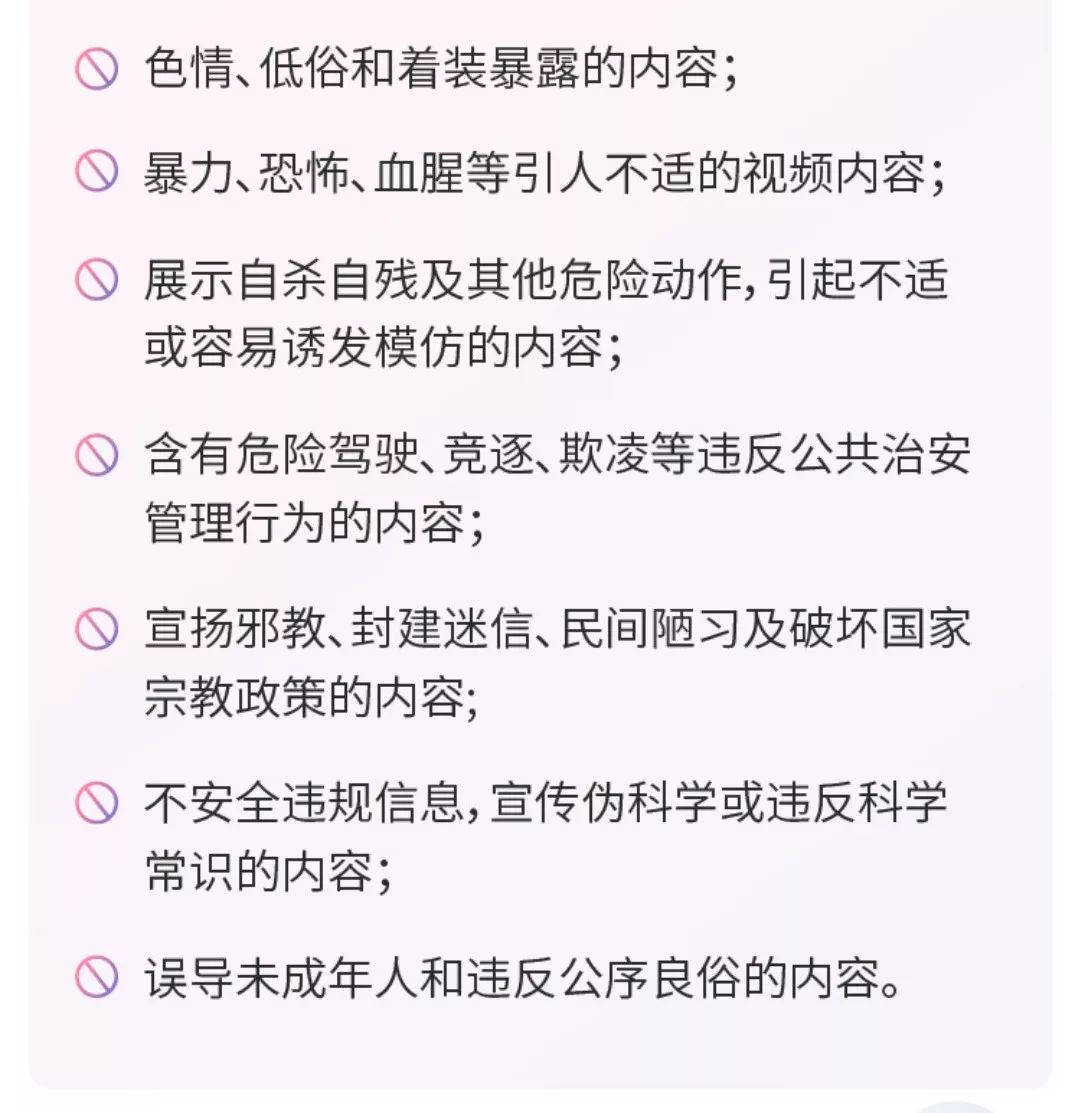 色情、低俗和着装暴露的内容；
暴力、恐怖、血腥等引人不适的视频内容；
展示自杀自残及其他危险动作，引起不适
或容易诱发模仿的内容；
含有危险驾驶、竞逐、欺凌等违反公共治安
管理行为的内容；
宣扬邪教、封建迷信、民间陋习及破坏国家
宗教政策的内容;
不安全违规信息，宣传伪科学或违反科学
常识的内容；
误导未成年人和违反公序良俗的内容。